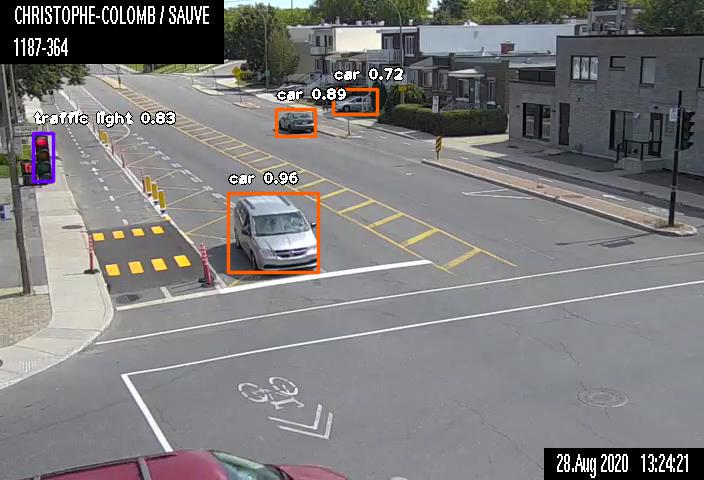 CHRISTOPHE-COLOMB / SAUVE
1187-364
car 0.72
car 0.89
traffic light 0.83
car 0.96
28.Aug 2020 13:24:21